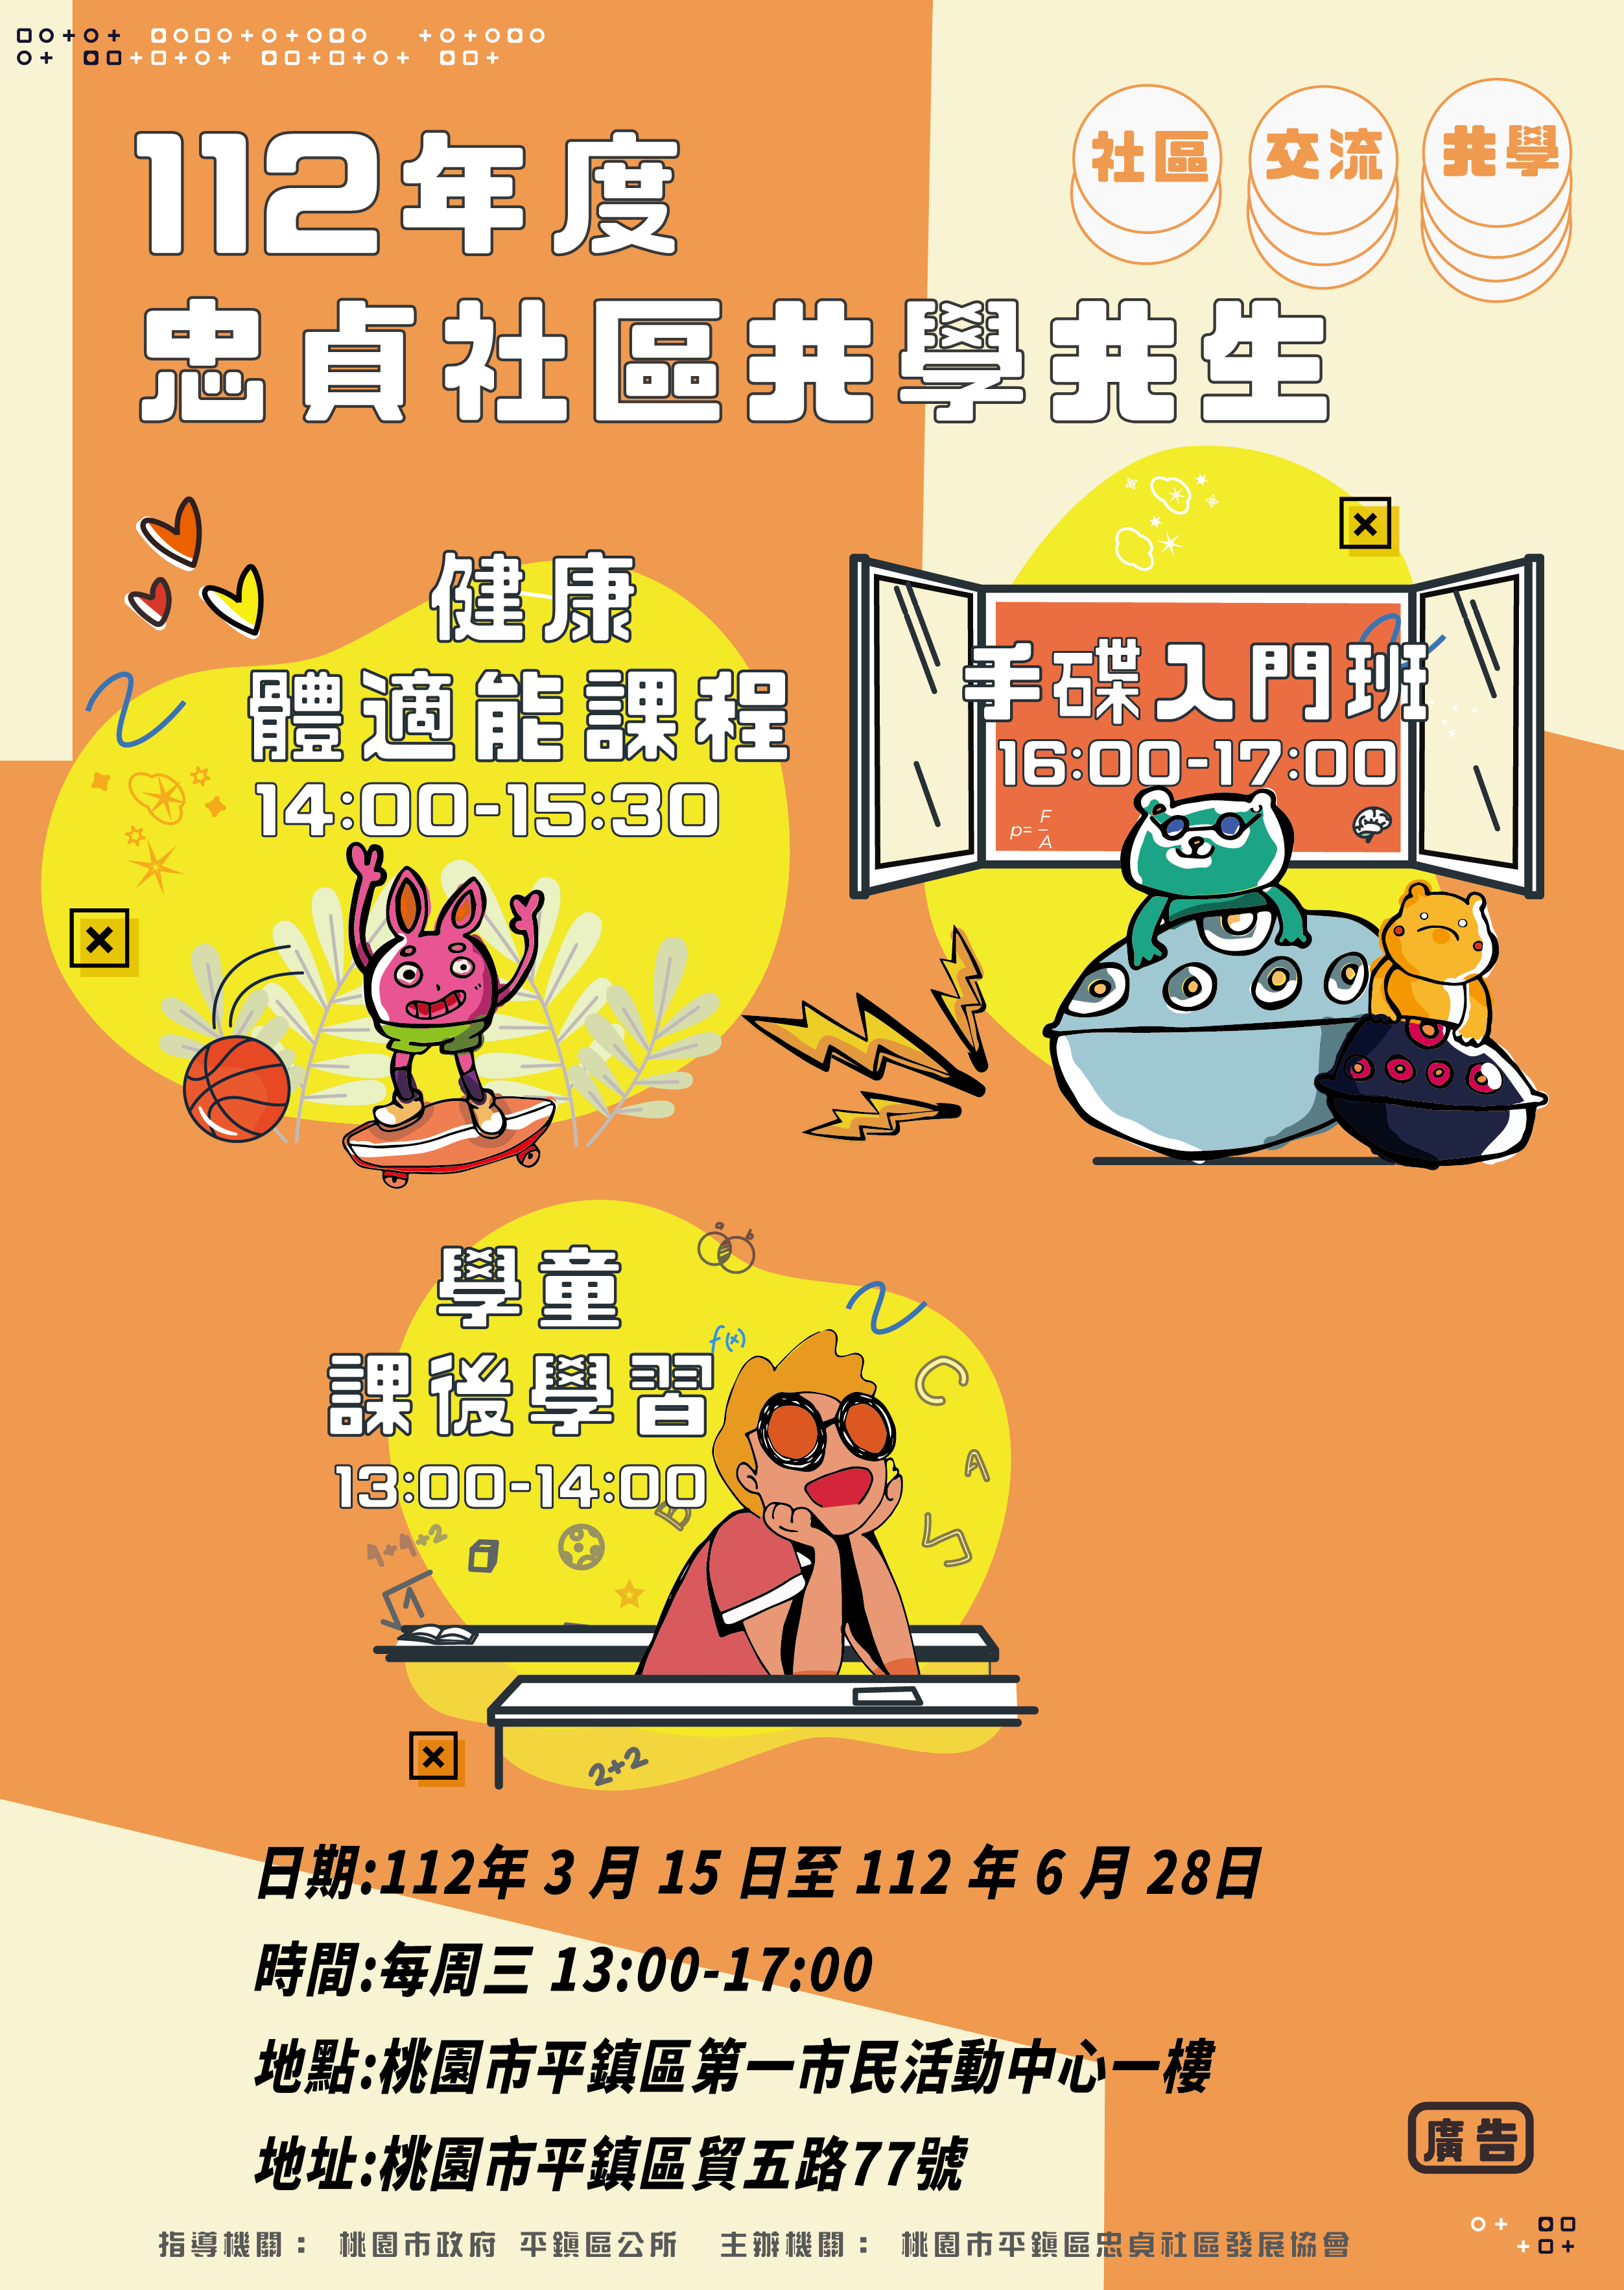 112年度
社區 交流 共學
忠貞社區共學共生
健康
體適能課程
14:00-15:30
手碟入門班
16:00-17:00
p= F
A
學童
課後學習
13:00-14:00
a b
f(x)
C
A
B
4+4+2
√1
2+2
日期:112年 3 月 15 日至 112 年 6 月 28日
時間:每周三 13:00-17:00
地點:桃園市平鎮區第一市民活動中心一樓
地址:桃園市平鎮區貿五路77號
廣告
指導機關： 桃園市政府 平鎮區公所 主辦機關： 桃園市平鎮區忠貞社區發展協會